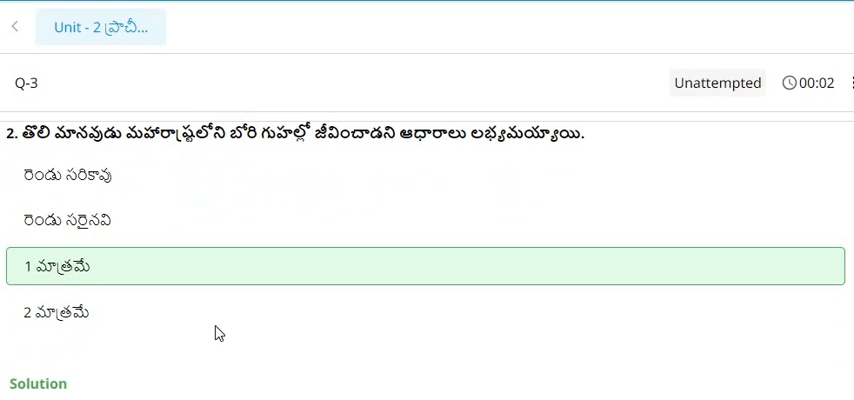 Unit - 2 ప్రాచీ...
Q-3
Unattempted 00:02
2. తొలి మానవుడు మహారాష్ట్రలోని బోరి గుహల్లో జీవించాడని ఆధారాలు లభ్యమయ్యాయి.
రెండు సరికావు
రెండు సరైనవి
1 మాత్రమే
2 మాత్రమే
Solution